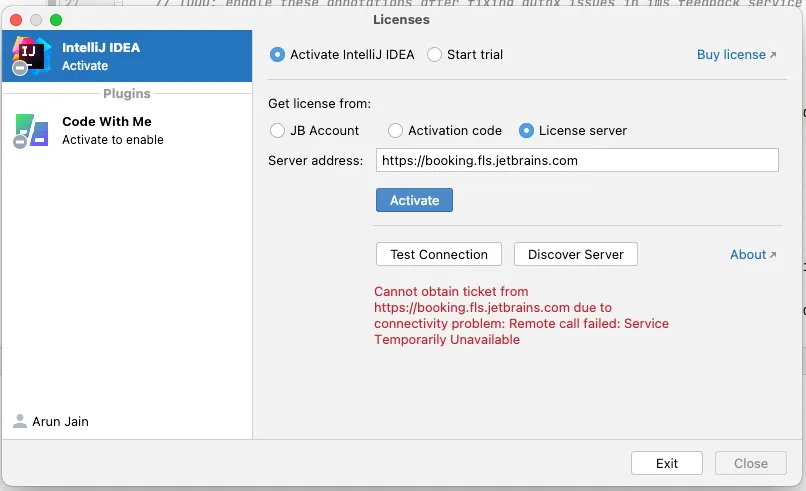 27 // TODO: enable these annotations after fixing authx issues in ims feedback service
Licenses
IJ
IntelliJ IDEA
Activate
Plugins
Code With Me
Activate to enable
Arun Jain
Activate IntelliJ IDEA Start trial Buy license ↗
Get license from:
JB Account Activation code License server
Server address: https://booking.fls.jetbrains.com
Activate
Test Connection Discover Server About ↗
Cannot obtain ticket from
https://booking.fls.jetbrains.com due to
connectivity problem: Remote call failed: Service
Temporarily Unavailable
Exit Close